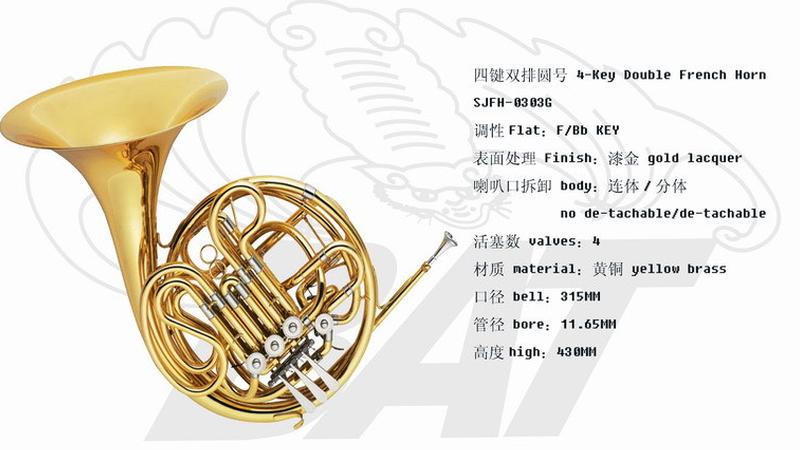 四键双排圆号 4-Key Double French Horn
SJFH-0303G
调性 Flat: F/Bb KEY
表面处理 Finish: 漆金 gold lacquer
喇叭口拆卸 body: 连体 / 分体
no de-tachable/de-tachable
活塞数 valves: 4
材质 material: 黄铜 yellow brass
口径 bell: 315MM
管径 bore: 11.65MM
高度 high: 430MM
BAT